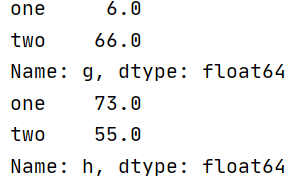 one     6.0
two    66.0
Name: g, dtype: float64
one    73.0
two    55.0
Name: h, dtype: float64